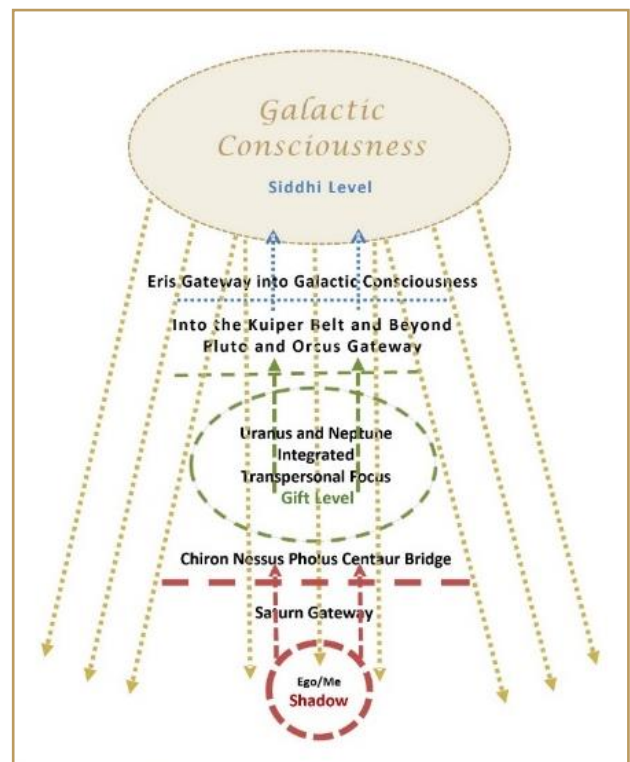 Galactic
Consciousness
Siddhi Level
Eris Gateway into Galactic Consciousness
Into the Kuiper Belt and Beyond
Pluto and Orcus Gateway
Uranus and Neptune
Integrated
Transpersonal Focus
Gift Level
Chiron Nessus Pholus Centaur Bridge
Saturn Gateway
Ego/Me
Shadow